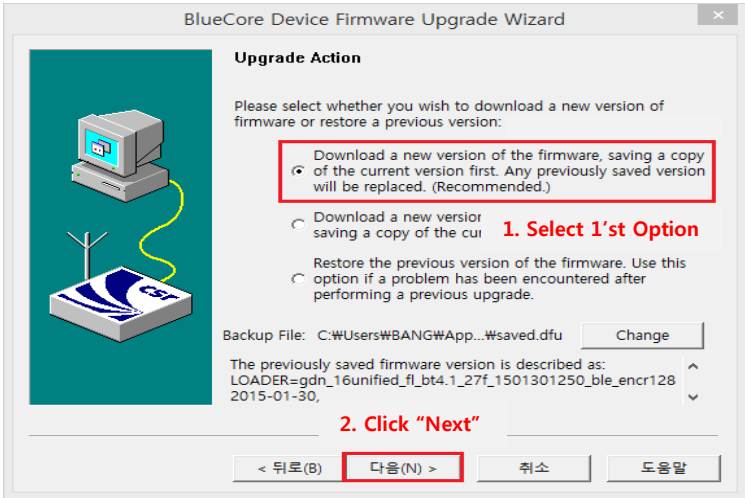 BlueCore Device Firmware Upgrade Wizard
Upgrade Action
Please select whether you wish to download a new version of
firmware or restore a previous version:
Download a new version of the firmware, saving a copy
of the current version first. Any previously saved version
will be replaced. (Recommended.)
Download a new version
saving a copy of the cu
1. Select 1'st Option
Restore the previous version of the firmware. Use this
option if a problem has been encountered after
performing a previous upgrade.
CSR
Backup File: C:₩Users₩BANG₩App...₩saved.dfu Change
The previously saved firmware version is described as:
LOADER=gdn_16unified_fl_bt4.1_27f_1501301250_ble_encr128
2015-01-30,
2. Click “Next”
< 뒤로(B) 다음(N) > 취소 도움말